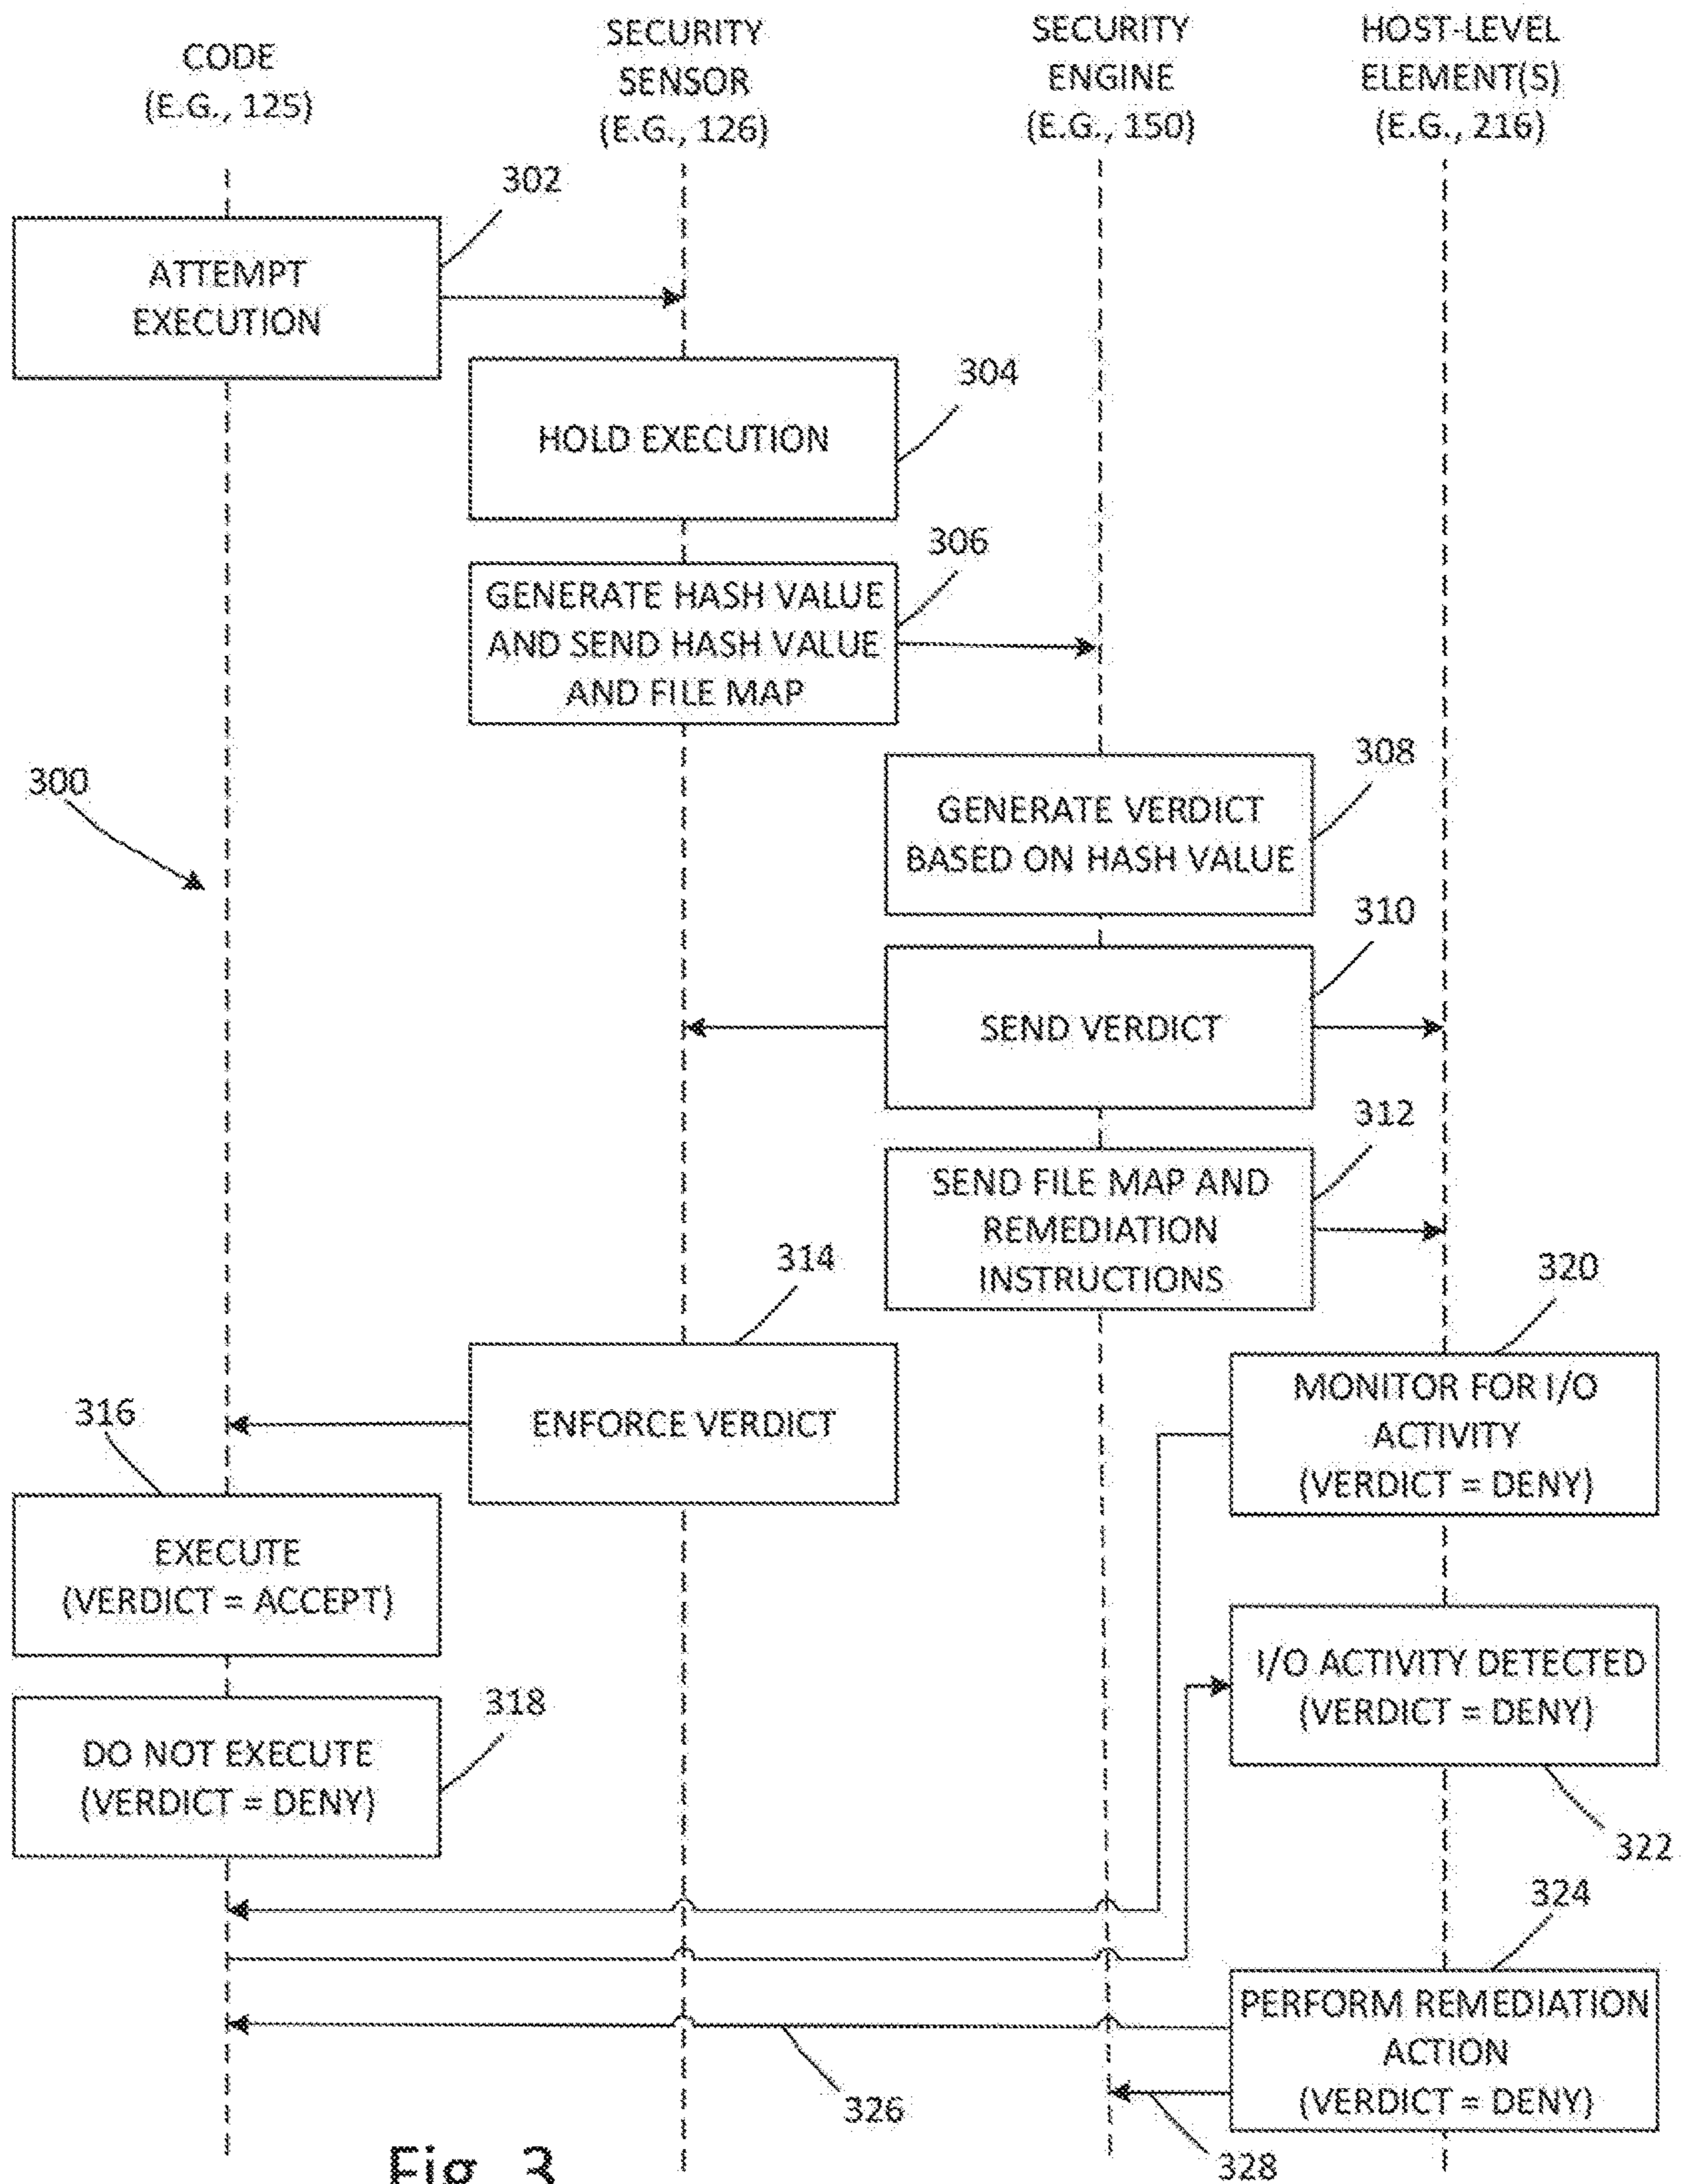 CODE
(E.G., 125)
SECURITY
SENSOR
(E.G., 126)
SECURITY
ENGINE
(E.G., 150)
HOST-LEVEL
ELEMENT(S)
(E.G., 216)
302
ATTEMPT
EXECUTION
304
HOLD EXECUTION
306
GENERATE HASH VALUE
AND SEND HASH VALUE
AND FILE MAP
300
308
GENERATE VERDICT
BASED ON HASH VALUE
310
SEND VERDICT
312
SEND FILE MAP AND
REMEDIATION
INSTRUCTIONS
314
ENFORCE VERDICT
320
MONITOR FOR I/O
ACTIVITY
(VERDICT = DENY)
316
EXECUTE
(VERDICT = ACCEPT)
I/O ACTIVITY DETECTED
(VERDICT = DENY)
322
318
DO NOT EXECUTE
(VERDICT = DENY)
324
PERFORM REMEDIATION
ACTION
(VERDICT = DENY)
326
328
Fig. 3